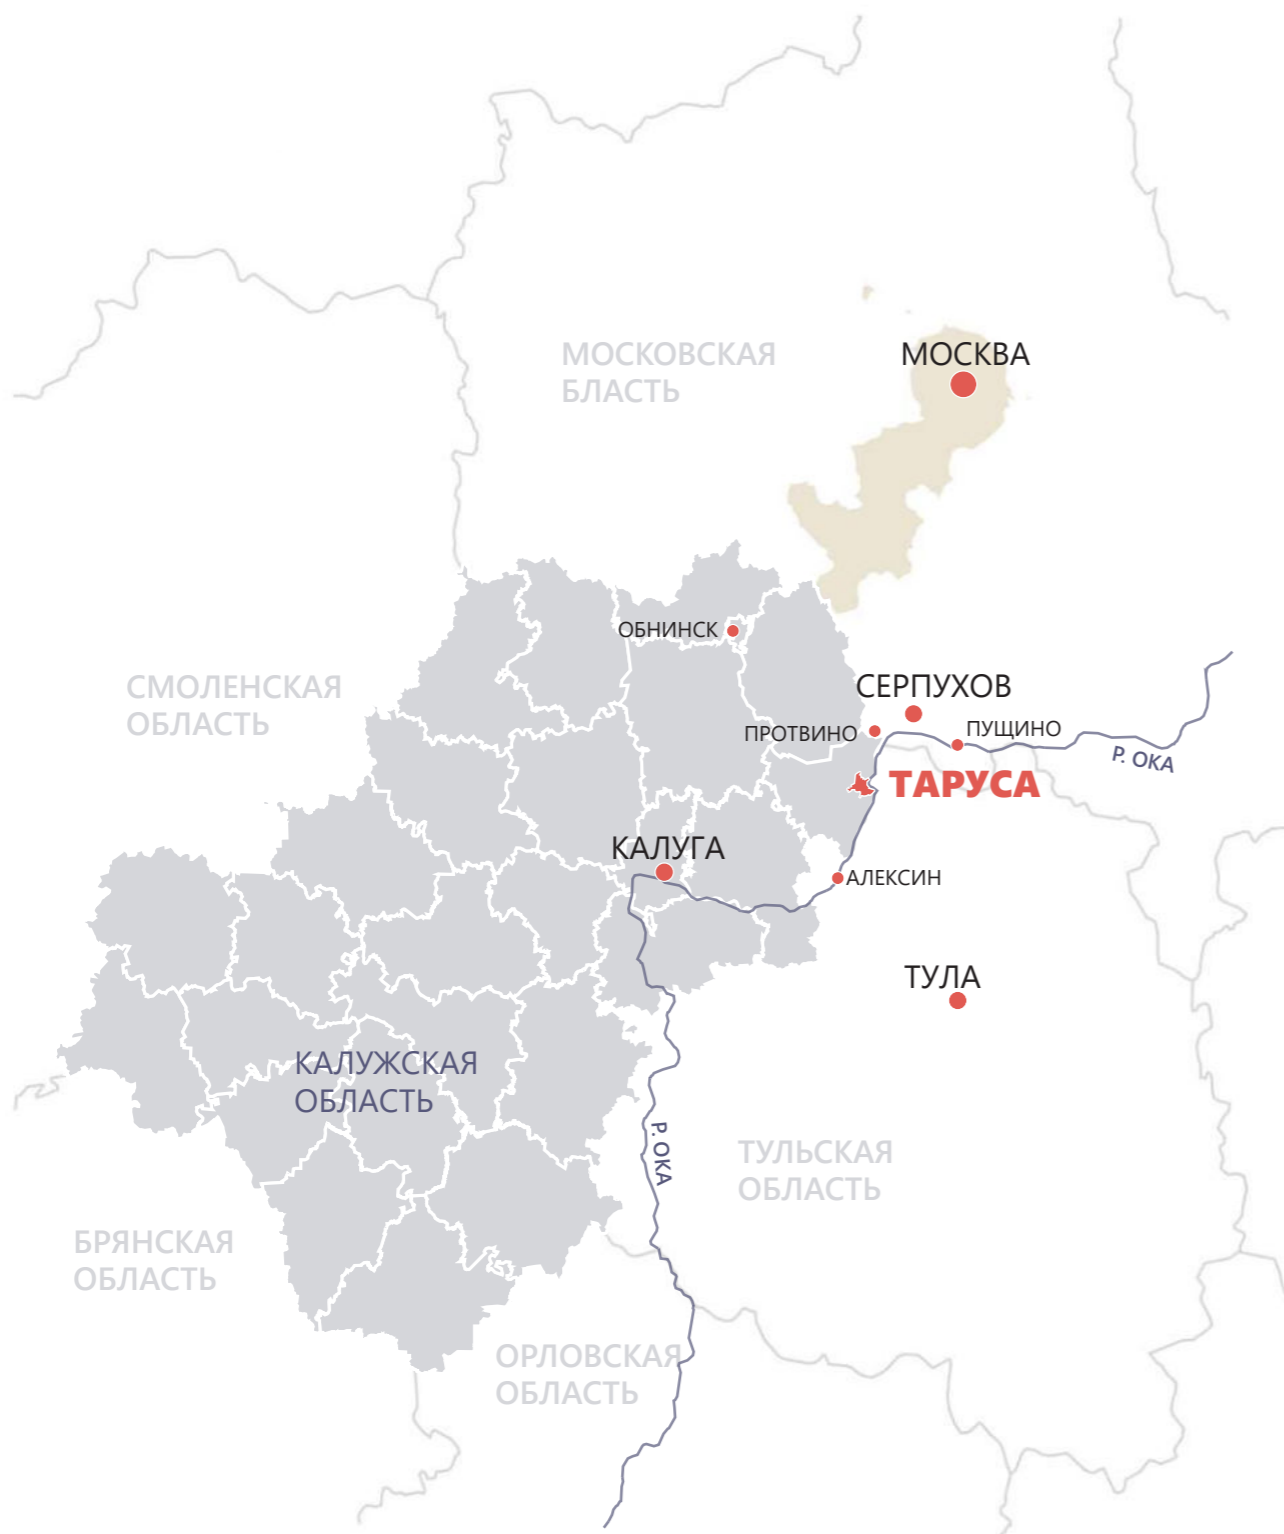 МОСКОВСКАЯ
БЛАСТЬ
МОСКВА
ОБНИНСК
СМОЛЕНСКАЯ
ОБЛАСТЬ
СЕРПУХОВ
ПРОТВИНО
ПУЩИНО
Р. ОКА
ТАРУСА
КАЛУГА
АЛЕКСИН
ТУЛА
КАЛУЖСКАЯ
ОБЛАСТЬ
Р. ОКА
ТУЛЬСКАЯ
ОБЛАСТЬ
БРЯНСКАЯ
ОБЛАСТЬ
ОРЛОВСКАЯ
ОБЛАСТЬ